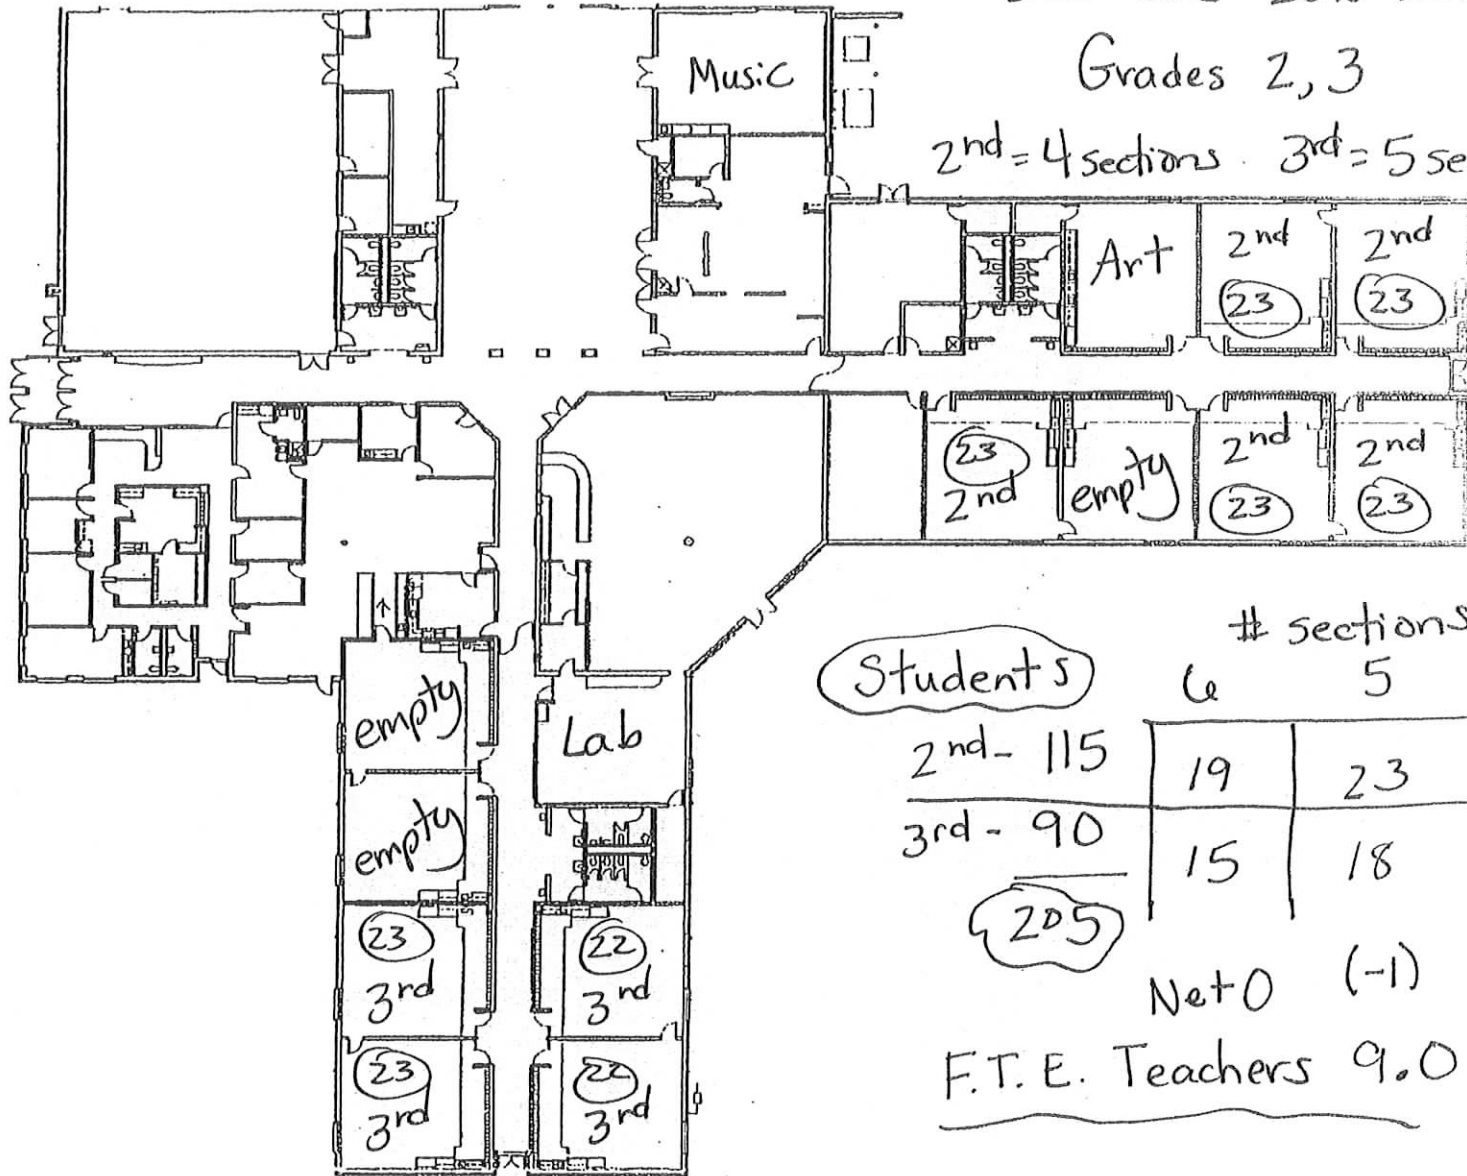 Music
Grades 2, 3
2nd = 4 sections 3rd = 5 se
Art
2nd
23
2nd
23
23
2nd
empty
2nd
23
2nd
23
empty
Lab
empty
23
3rd
22
3rd
23
3rd
22
3rd
# sections
Students 6 5
2nd - 115 19 23
3rd - 90 15 18
205
Net 0 (-1)
F.T.E. Teachers 9.0